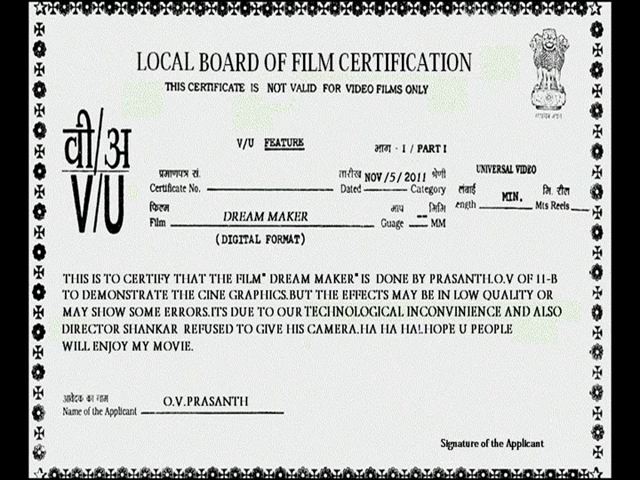 LOCAL BOARD OF FILM CERTIFICATION
THIS CERTIFICATE IS NOT VALID FOR VIDEO FILMS ONLY
वी/अ
V/U
V/U FEATURE
भाग - 1 / PART I
प्रमाणपत्र सं.
Certificate No.
तारीख NOV/5/2011 श्रेणी
Dated Category
UNIVERSAL VIDEO
लंबाई MIN. मि. रील
ength Mts Reels
फिल्म
Film DREAM MAKER
माप मिमि
Guage MM
(DIGITAL FORMAT)
THIS IS TO CERTIFY THAT THE FILM" DREAM MAKER"IS DONE BY PRASANTH.O.V OF 11-B
TO DEMONSTRATE THE CINE GRAPHICS.BUT THE EFFECTS MAY BE IN LOW QUALITY OR
MAY SHOW SOME ERRORS.ITS DUE TO OUR TECHNOLOGICAL INCONVINIENCE AND ALSO
DIRECTOR SHANKAR REFUSED TO GIVE HIS CAMERA.HA HA HA!.HOPE U PEOPLE
WILL ENJOY MY MOVIE.
आवेदक का नाम
Name of the Applicant O.V.PRASANTH
Signature of the Applicant